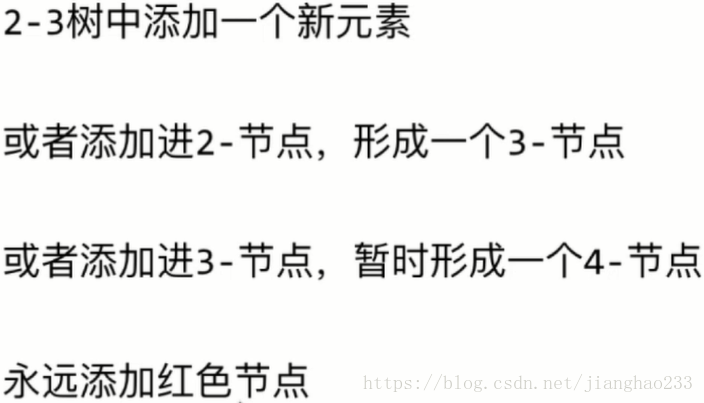 2-3树中添加一个新元素
或者添加进2-节点，形成一个3-节点
或者添加进3-节点，暂时形成一个4-节点
永远添加红色节点
https://blog.csdn.net/jianghao233